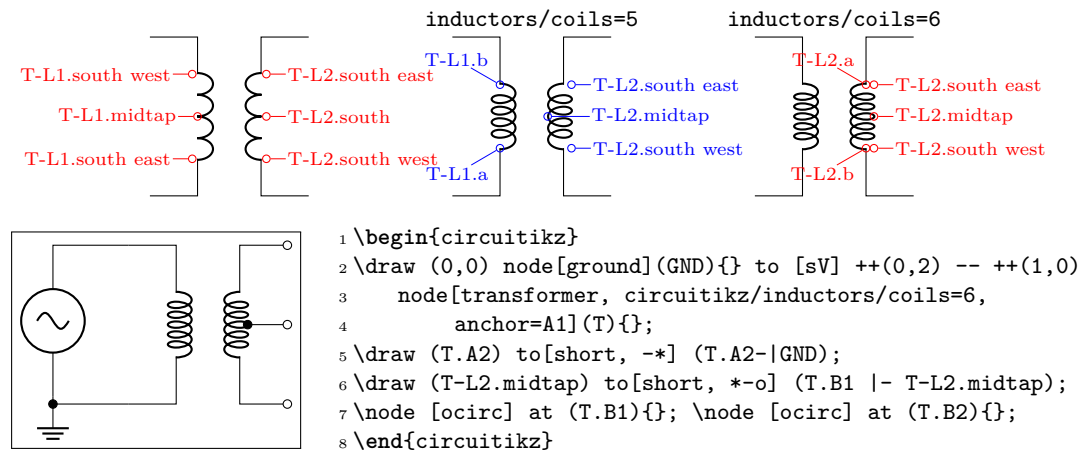 inductors/coils=5
inductors/coils=6
T-L1.south west
T-L1.midtap
T-L1.south east
T-L2.south east
T-L2.south
T-L2.south west
T-L1.b
T-L1.a
T-L2.south east
T-L2.midtap
T-L2.south west
T-L2.a
T-L2.b
T-L2.south east
T-L2.midtap
T-L2.south west
1 \begin{circuitikz}
2 \draw (0,0) node[ground](GND){} to [sV] ++(0,2) -- ++(1,0)
3     node[transformer, circuitikz/inductors/coils=6,
4         anchor=A1](T){};
5 \draw (T.A2) to[short, -*] (T.A2-|GND);
6 \draw (T-L2.midtap) to[short, *-o] (T.B1 |- T-L2.midtap);
7 \node [ocirc] at (T.B1){}; \node [ocirc] at (T.B2){};
8 \end{circuitikz}